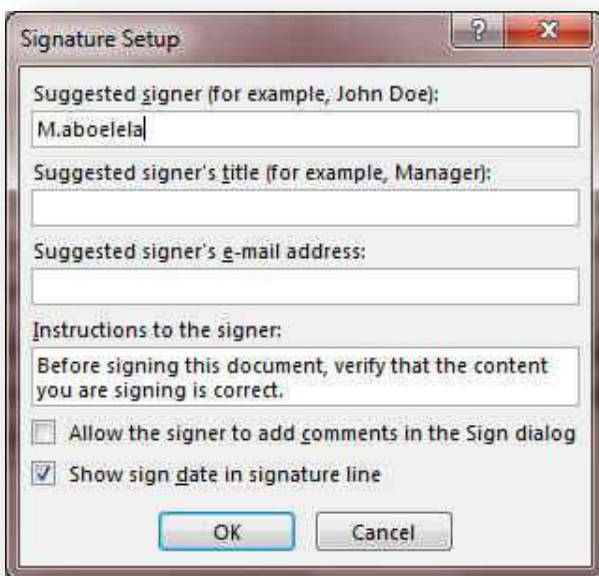 Signature Setup
?
Suggested signer (for example, John Doe):
M.aboelela
Suggested signer's title (for example, Manager):
Suggested signer's e-mail address:
Instructions to the signer:
Before signing this document, verify that the content
you are signing is correct.
Allow the signer to add comments in the Sign dialog
Show sign date in signature line
OK Cancel